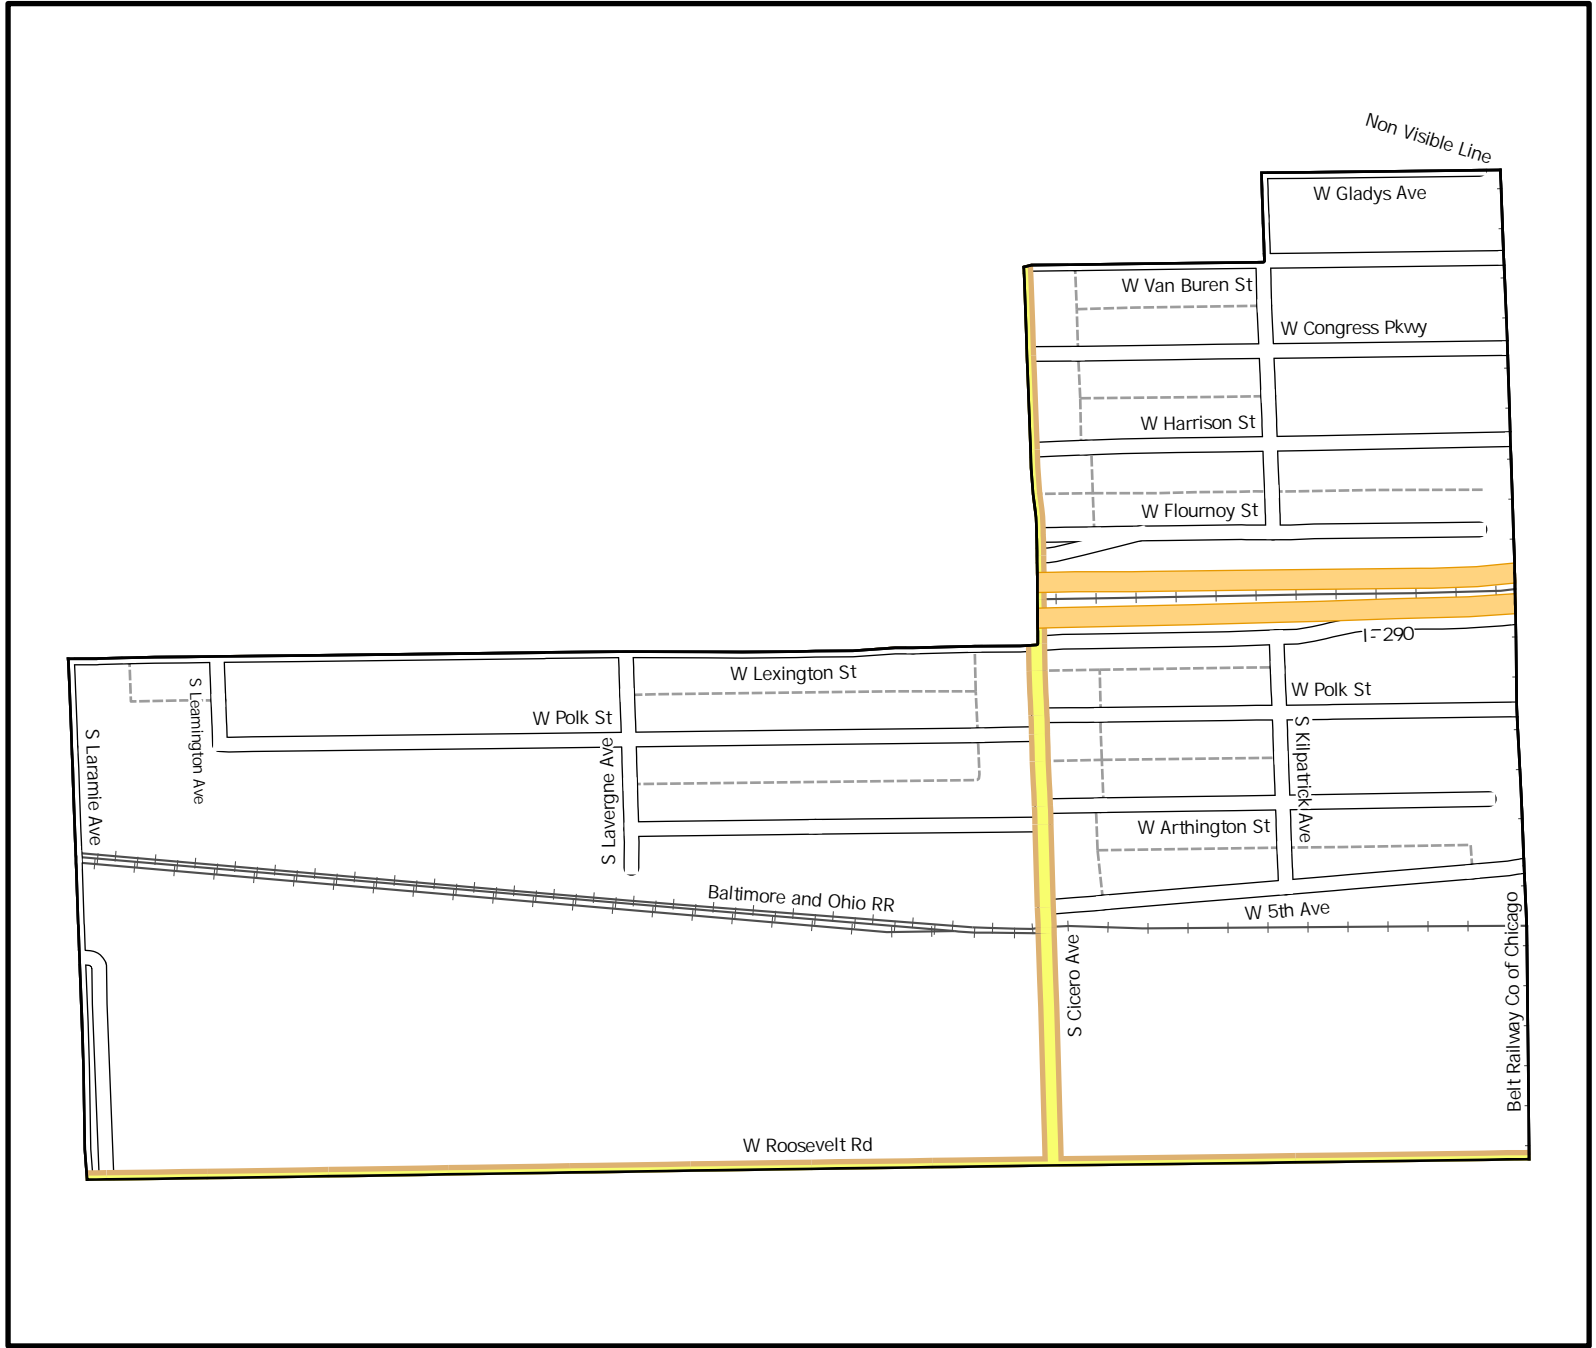 Non Visible Line
W Gladys Ave
W Van Buren St
W Congress Pkwy
W Harrison St
W Flournoy St
I-290
W Lexington St
W Polk St
W Polk St
S Leamington Ave
S Laramie Ave
S Lavergne Ave
S Kilpatrick Ave
W Arthington St
Baltimore and Ohio RR
W 5th Ave
S Cicero Ave
Belt Railway Co of Chicago
W Roosevelt Rd